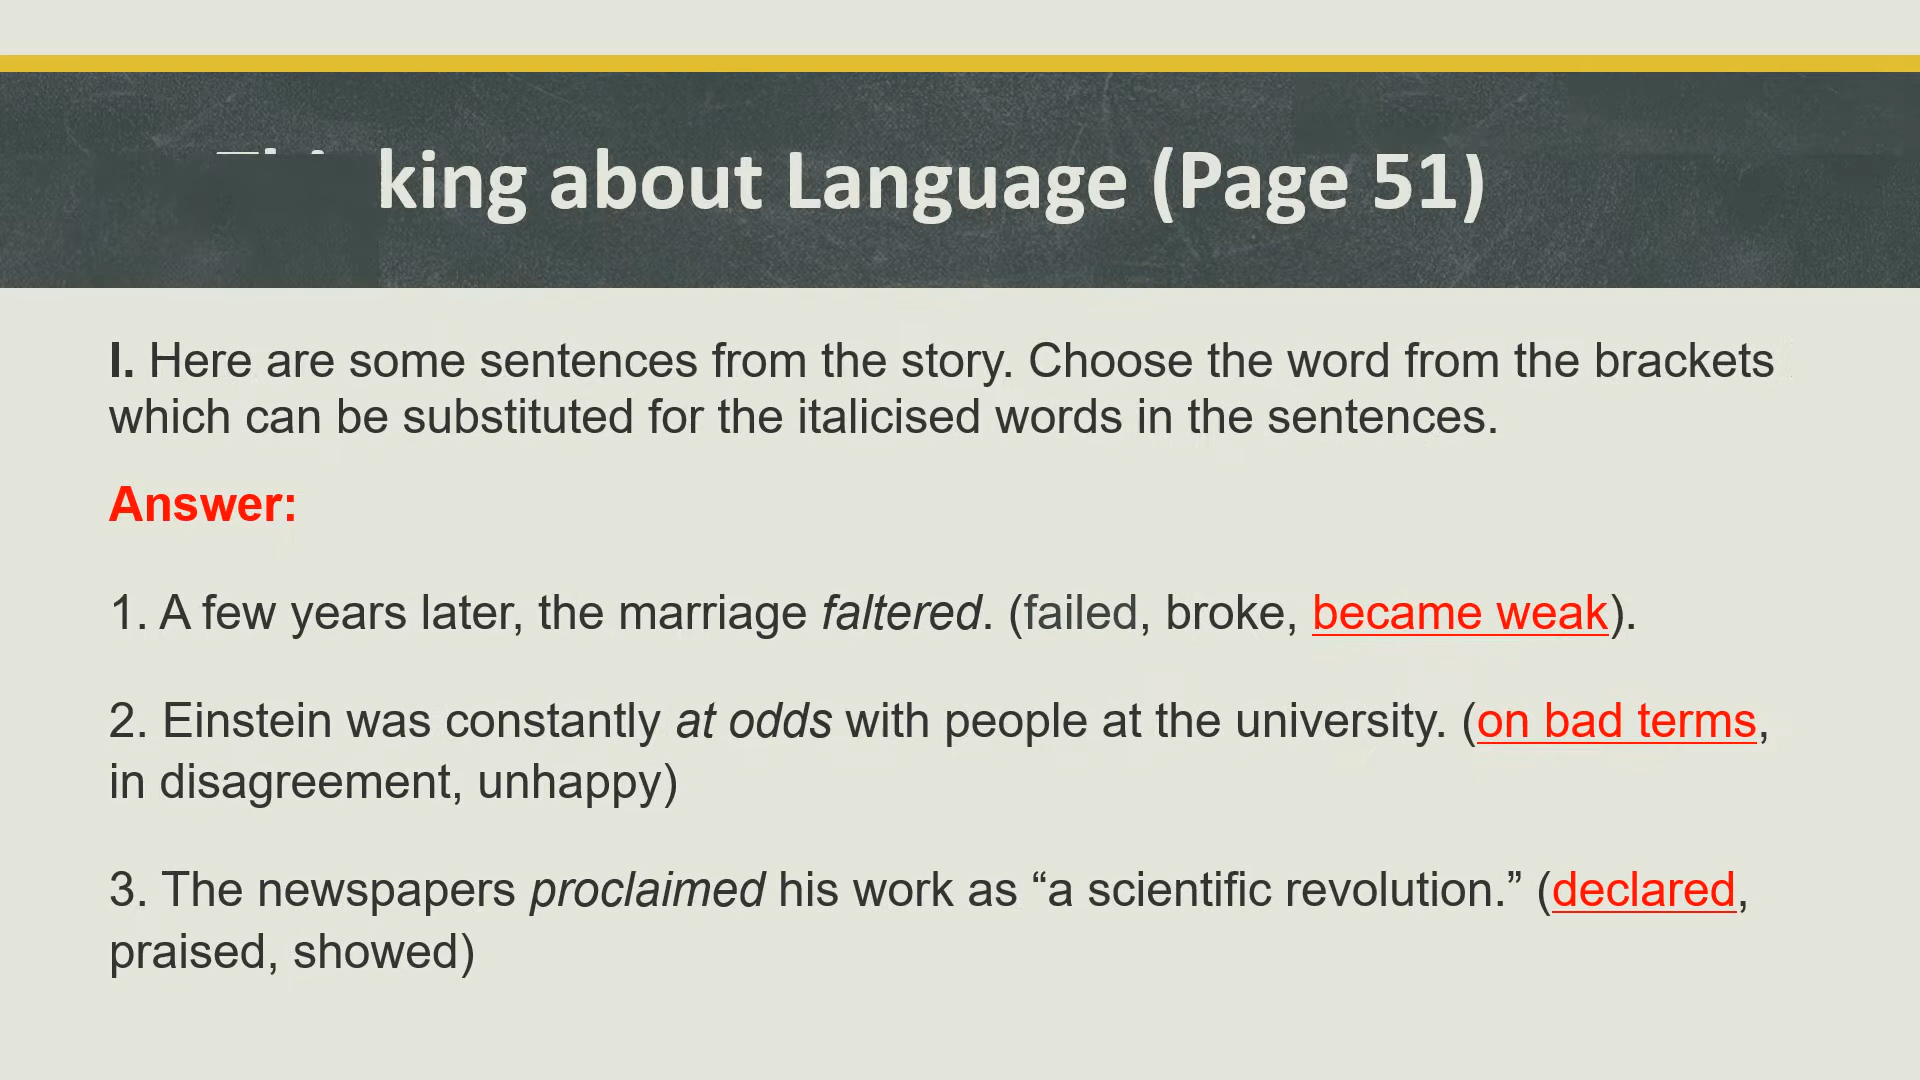 king about Language (Page 51)
I. Here are some sentences from the story. Choose the word from the brackets
which can be substituted for the italicised words in the sentences.
Answer:
1. A few years later, the marriage faltered. (failed, broke, became weak).
2. Einstein was constantly at odds with people at the university. (on bad terms,
in disagreement, unhappy)
3. The newspapers proclaimed his work as “a scientific revolution.” (declared,
praised, showed)